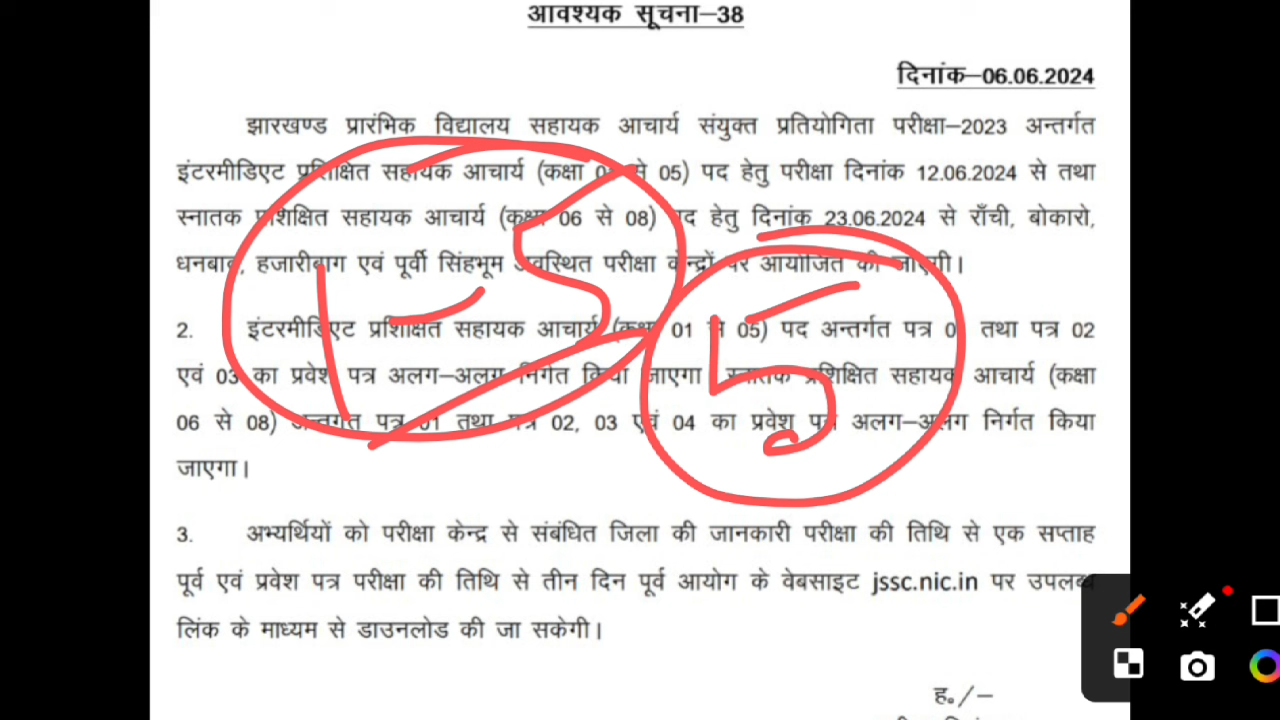 आवश्यक सूचना–38
दिनांक–06.06.2024
झारखण्ड प्रारंभिक विद्यालय सहायक आचार्य संयुक्त प्रतियोगिता परीक्षा–2023 अन्तर्गत
इंटरमीडिएट प्रशिक्षित सहायक आचार्य (कक्षा 01 से 05) पद हेतु परीक्षा दिनांक 12.06.2024 से तथा
स्नातक प्रशिक्षित सहायक आचार्य (कक्षा 06 से 08) पद हेतु दिनांक 23.06.2024 से राँची, बोकारो,
धनबाद, हजारीबाग एवं पूर्वी सिंहभूम अवस्थित परीक्षा केन्द्रों पर आयोजित की जाएगी।
1-5
5
2. इंटरमीडिएट प्रशिक्षित सहायक आचार्य (कक्षा 01 से 05) पद अन्तर्गत पत्र 01 तथा पत्र 02
एवं 03 का प्रवेश पत्र अलग–अलग निर्गत किया जाएगा स्नातक प्रशिक्षित सहायक आचार्य (कक्षा
06 से 08) अन्तर्गत पत्र 01 तथा पत्र 02, 03 एवं 04 का प्रवेश पत्र अलग–अलग निर्गत किया
जाएगा।
3. अभ्यर्थियों को परीक्षा केन्द्र से संबंधित जिला की जानकारी परीक्षा की तिथि से एक सप्ताह
पूर्व एवं प्रवेश पत्र परीक्षा की तिथि से तीन दिन पूर्व आयोग के वेबसाइट jssc.nic.in पर उपलब्ध
लिंक के माध्यम से डाउनलोड की जा सकेगी।
ह०/–